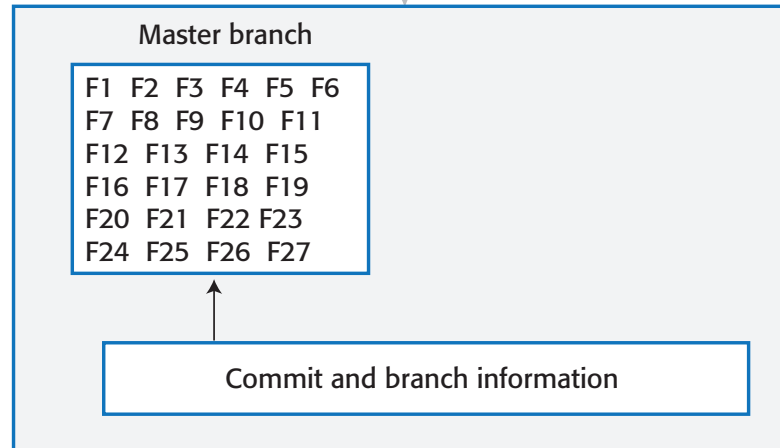 Master branch
F1 F2 F3 F4 F5 F6
F7 F8 F9 F10 F11
F12 F13 F14 F15
F16 F17 F18 F19
F20 F21 F22 F23
F24 F25 F26 F27
Commit and branch information